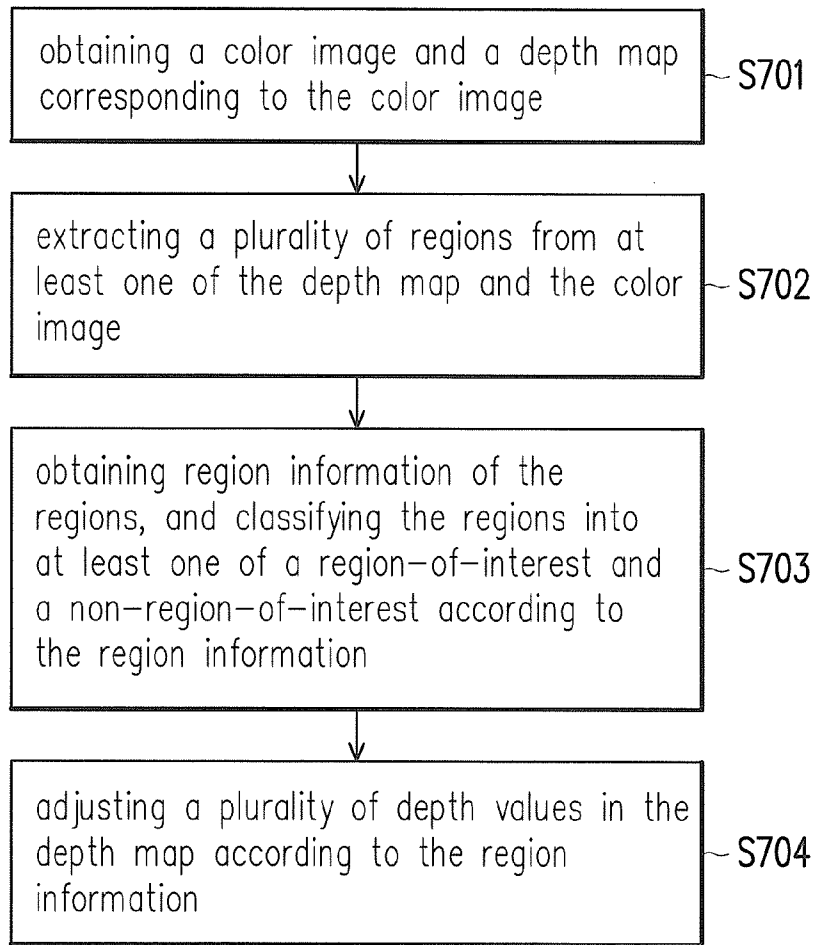 obtaining a color image and a depth map
corresponding to the color image
S701
extracting a plurality of regions from at
least one of the depth map and the color
image
S702
obtaining region information of the
regions, and classifying the regions into
at least one of a region-of-interest and
a non-region-of-interest according to
the region information
S703
adjusting a plurality of depth values in the
depth map according to the region
information
S704